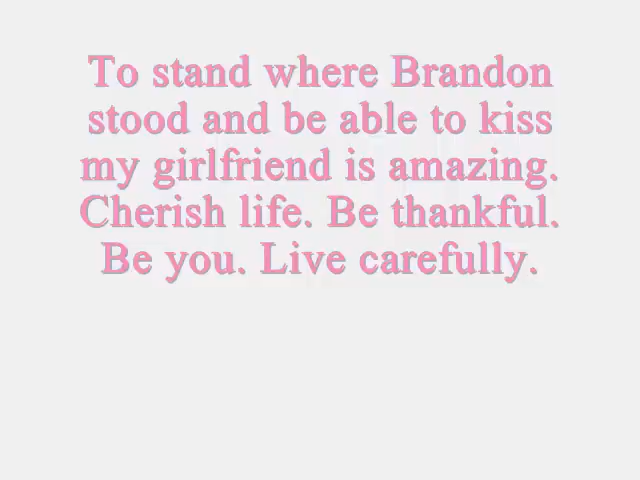 To stand where Brandon
stood and be able to kiss
my girlfriend is amazing.
Cherish life. Be thankful.
Be you. Live carefully.